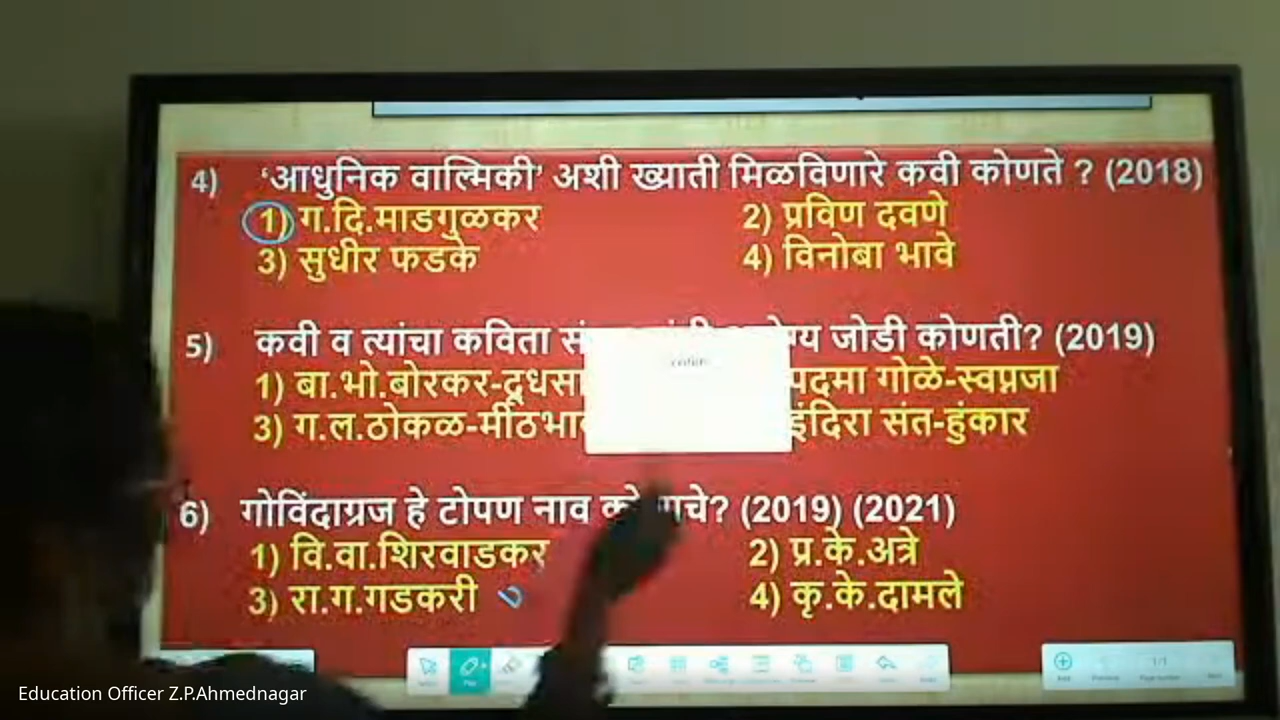 4) ‘आधुनिक वाल्मिकी’ अशी ख्याती मिळविणारे कवी कोणते ? (2018)
1) ग.दि.माडगुळकर 2) प्रविण दवणे
3) सुधीर फडके 4) विनोबा भावे
5) कवी व त्यांचा कविता जोडी कोणती? (2019)
1) बा.भो.बोरकर-दूधसा पदमा गोळे-स्वप्नजा
3) ग.ल.ठोकळ-मीठभा इंदिरा संत-हुंकार
6) गोविंदाग्रज हे टोपण नाव (2019) (2021)
1) वि.वा.शिरवाडकर 2) प्र.के.अत्रे
3) रा.ग.गडकरी 4) कृ.के.दामले
1/1
Education Officer Z.P.Ahmednagar